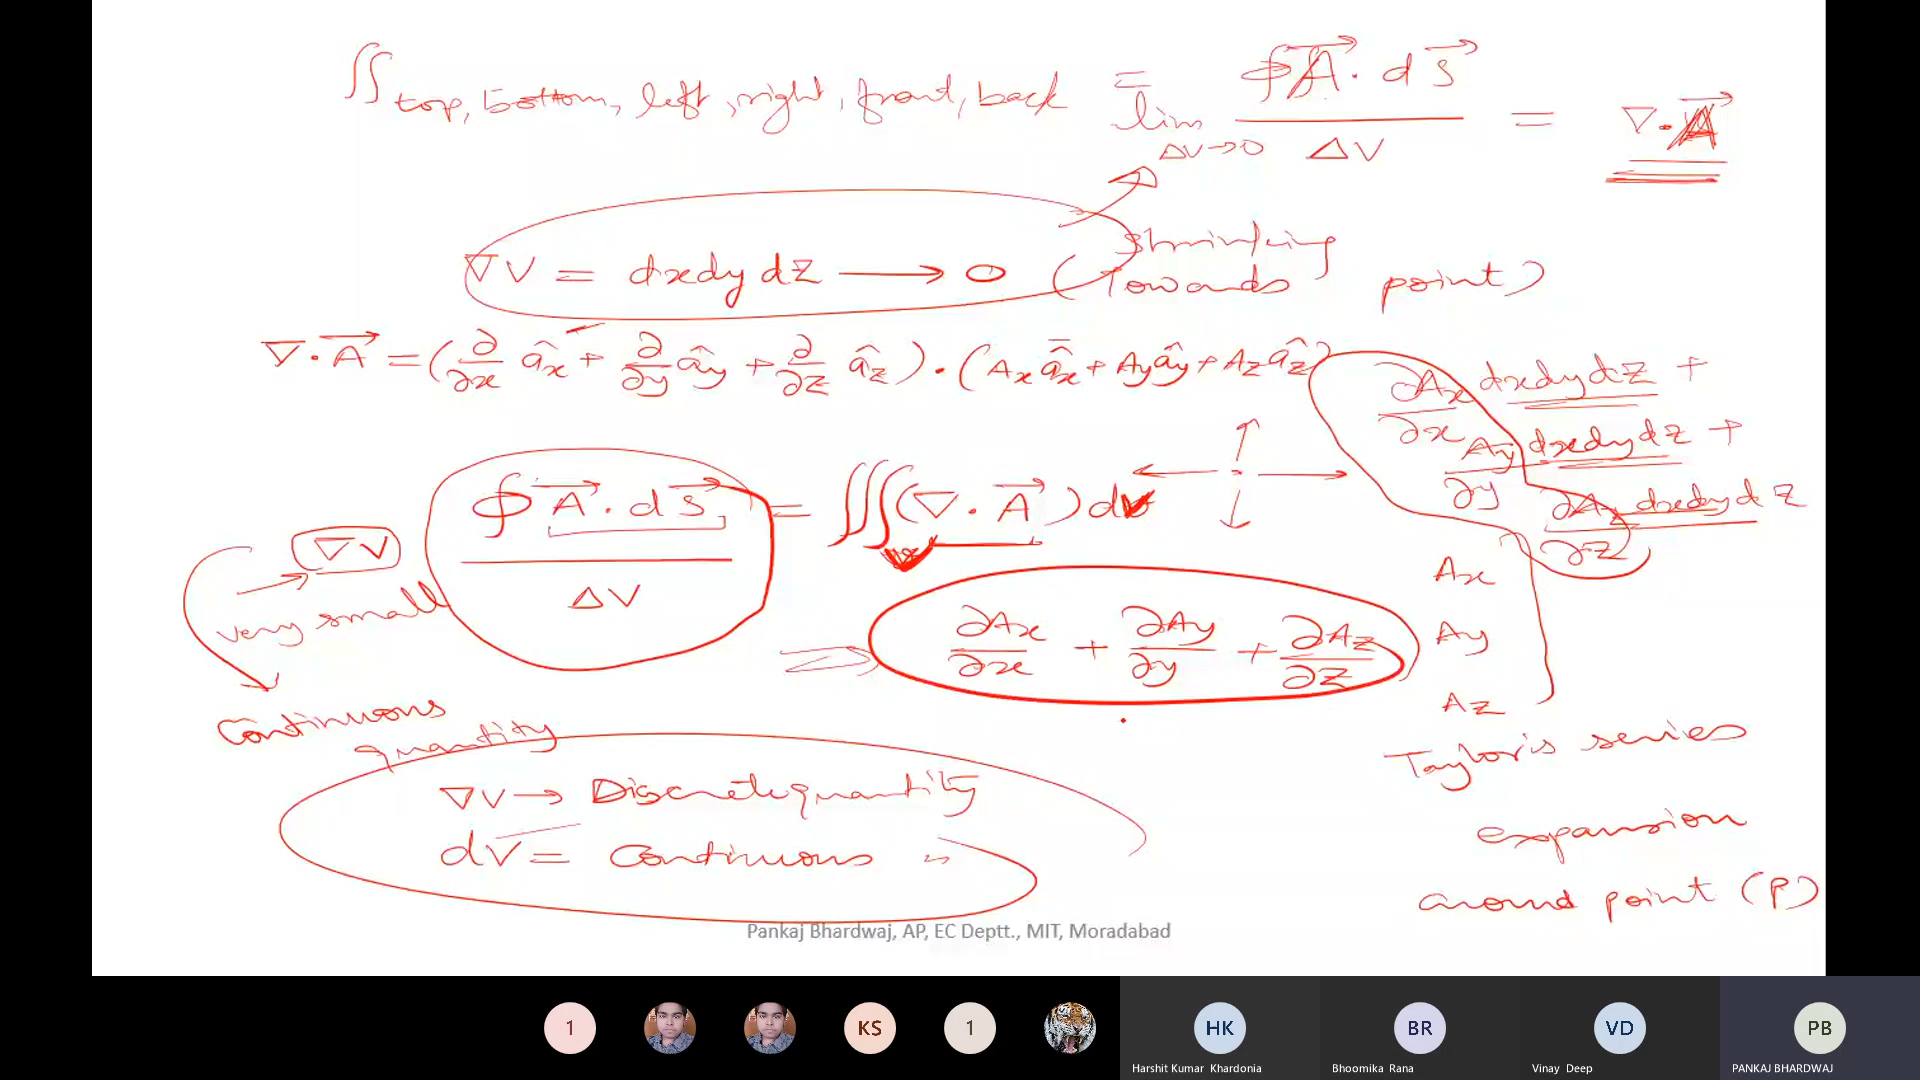 ∬ top, bottom, left, right, front, back = lim ΔV→0 ∮A⃗ · dS⃗ / ΔV = ∇·A⃗
∇V = dxdydz ⟶ 0 (shrinking towards point)
∇·A⃗ = (∂/∂x âx + ∂/∂y ây + ∂/∂z âz) · (Ax âx + Ay ây + Az âz)
∂Ax/∂x dxdydz +
Ay/∂y dxdydz +
∂Az/∂z dxdydz
∮A⃗ · dS⃗ / ΔV = ∭(∇·A⃗)dv
∇V
very small
Continuous
quantity
⇒ ∂Ax/∂x + ∂Ay/∂y + ∂Az/∂z
Ax
Ay
Az
Taylor's series
expansion
around point (P)
∇V → Discrete quantity
dV = Continuous "
Pankaj Bhardwaj, AP, EC Deptt., MIT, Moradabad
1
KS
1
HK
Harshit Kumar Khardonia
BR
Bhoomika Rana
VD
Vinay Deep
PB
PANKAJ BHARDWAJ